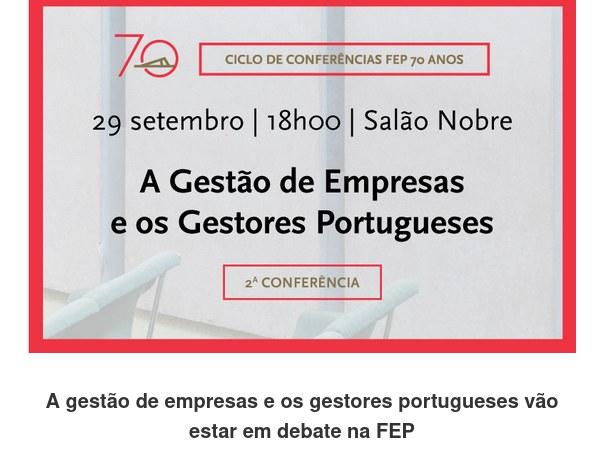 70
CICLO DE CONFERÊNCIAS FEP 70 ANOS
29 setembro | 18h00 | Salão Nobre
A Gestão de Empresas
e os Gestores Portugueses
2ª CONFERÊNCIA
A gestão de empresas e os gestores portugueses vão
estar em debate na FEP